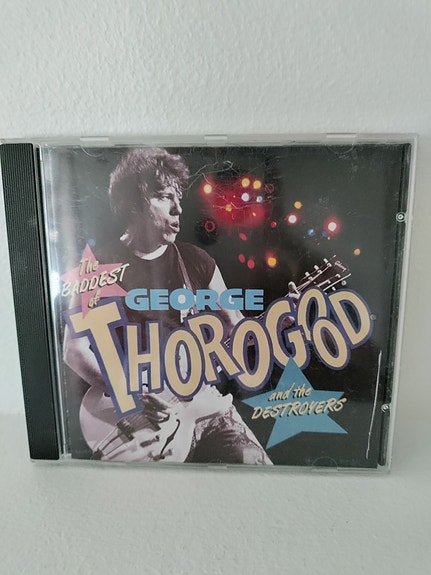 The
BADDEST
of
GEORGE
THOROGOOD
and the
DESTROYERS